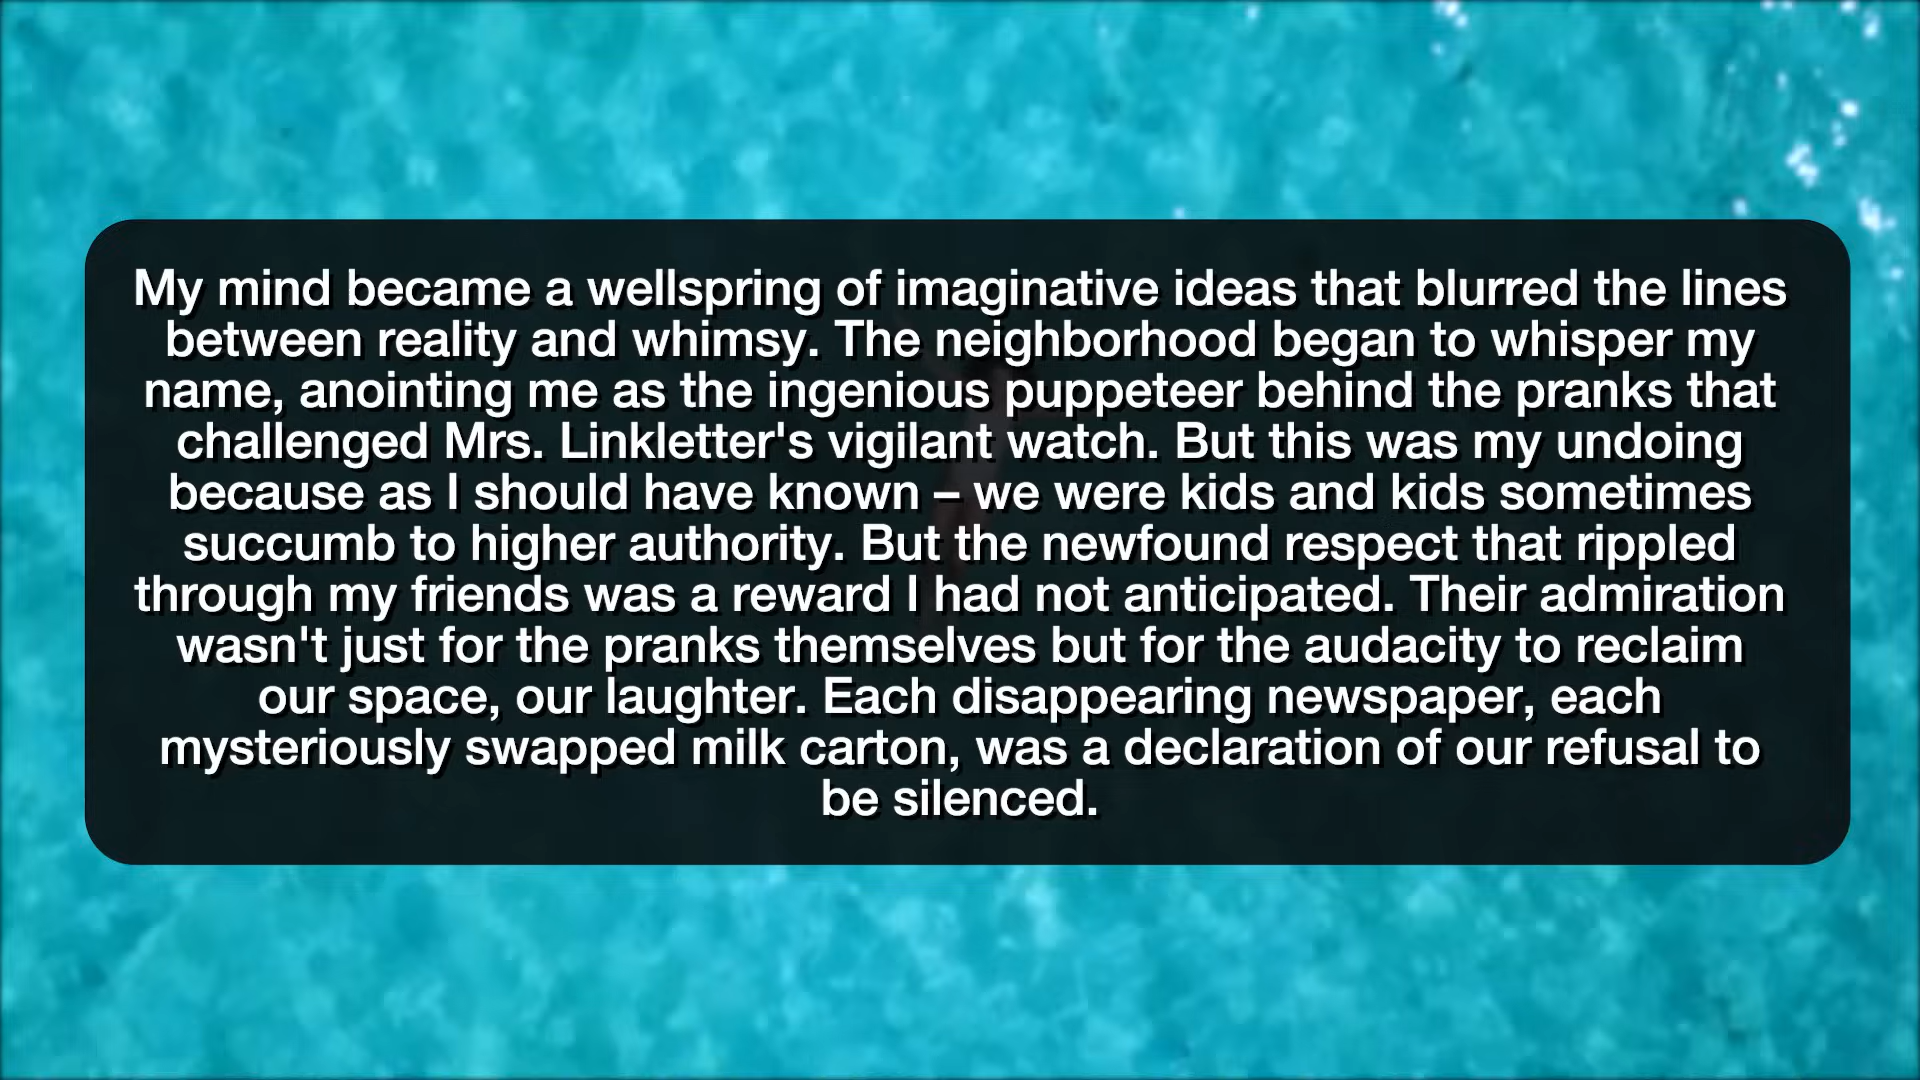 My mind became a wellspring of imaginative ideas that blurred the lines
between reality and whimsy. The neighborhood began to whisper my
name, anointing me as the ingenious puppeteer behind the pranks that
challenged Mrs. Linkletter's vigilant watch. But this was my undoing
because as I should have known – we were kids and kids sometimes
succumb to higher authority. But the newfound respect that rippled
through my friends was a reward I had not anticipated. Their admiration
wasn't just for the pranks themselves but for the audacity to reclaim
our space, our laughter. Each disappearing newspaper, each
mysteriously swapped milk carton, was a declaration of our refusal to
be silenced.